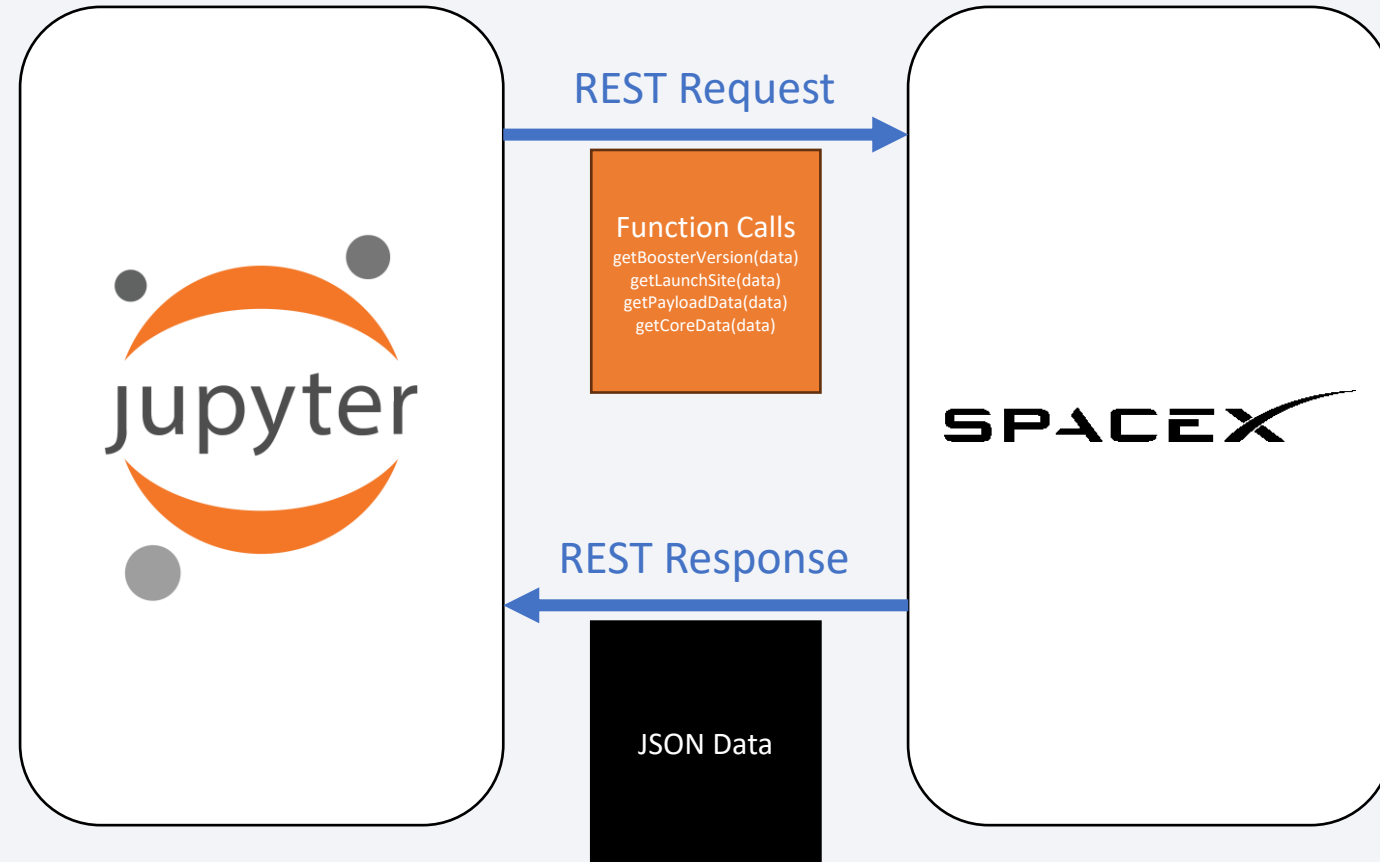 REST Request
Function Calls
getBoosterVersion(data)
getLaunchSite(data)
getPayloadData(data)
getCoreData(data)
jupyter
SPACEX
REST Response
JSON Data